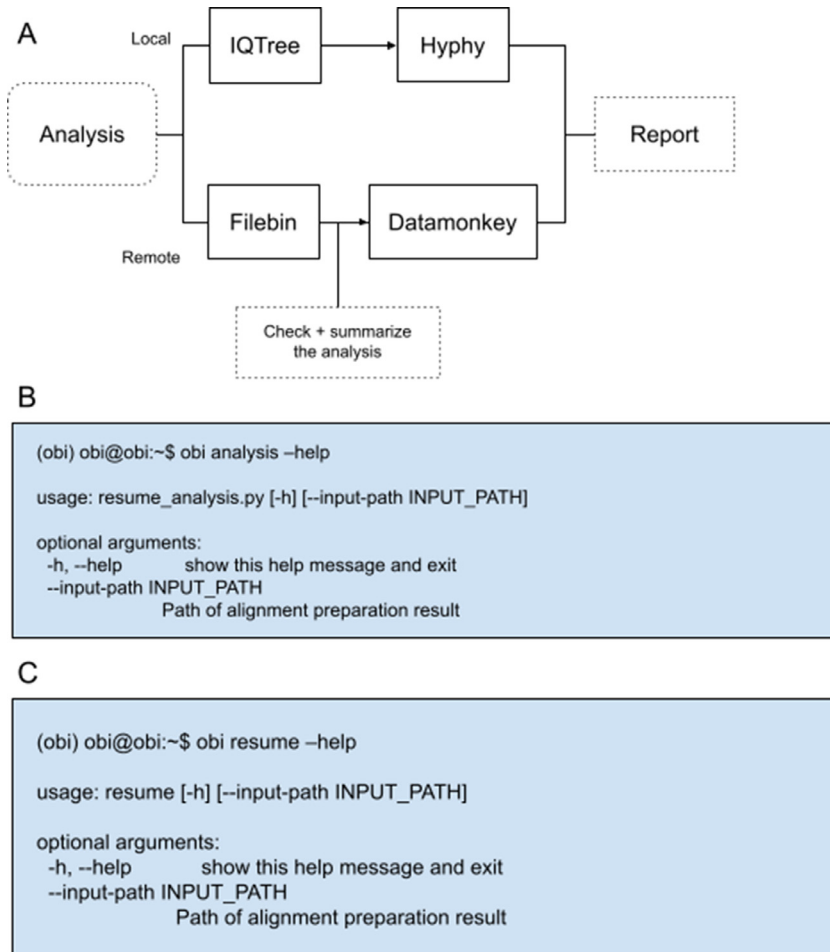 A
Local
IQTree
Hyphy
Analysis
Report
Filebin
Datamonkey
Remote
Check + summarize
the analysis
B
(obi) obi@obi:~$ obi analysis –help
usage: resume_analysis.py [-h] [--input-path INPUT_PATH]
optional arguments:
-h, --help show this help message and exit
--input-path INPUT_PATH
Path of alignment preparation result
C
(obi) obi@obi:~$ obi resume –help
usage: resume [-h] [--input-path INPUT_PATH]
optional arguments:
-h, --help show this help message and exit
--input-path INPUT_PATH
Path of alignment preparation result